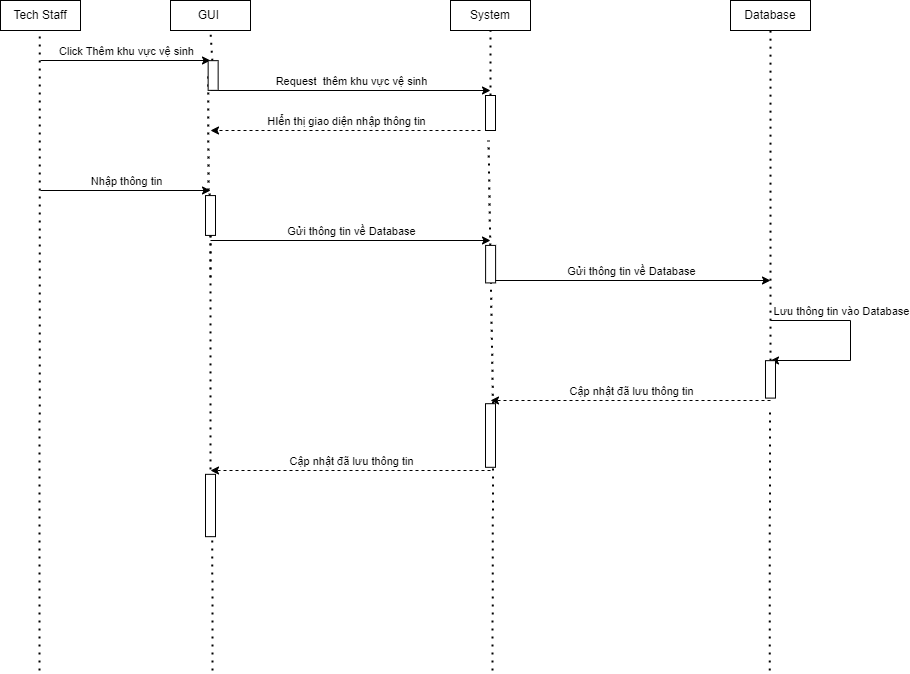 Tech Staff
GUI
System
Database
Click Thêm khu vực vệ sinh
Request thêm khu vực vệ sinh
HIển thị giao diện nhập thông tin
Nhập thông tin
Gửi thông tin về Database
Gửi thông tin về Database
Lưu thông tin vào Database
Cập nhật đã lưu thông tin
Cập nhật đã lưu thông tin